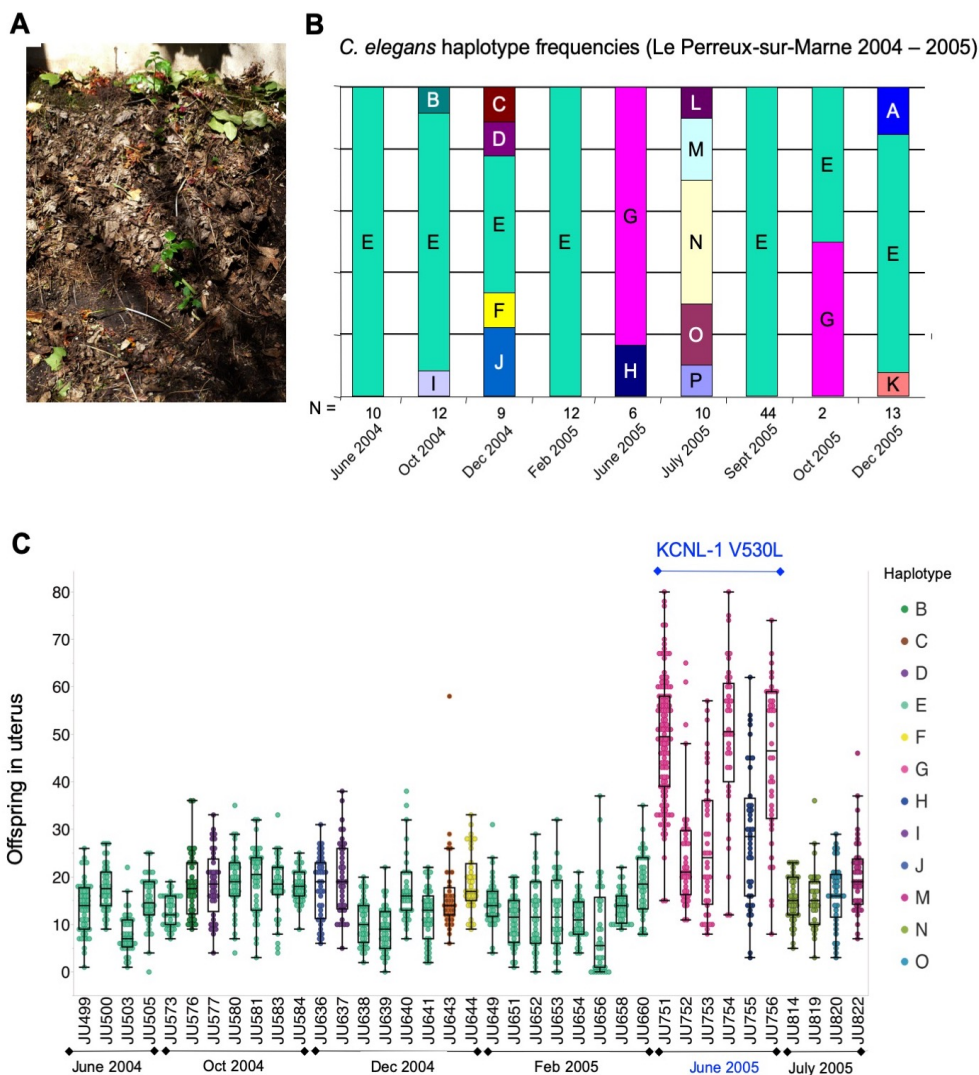 A
B
C. elegans haplotype frequencies (Le Perreux-sur-Marne 2004 – 2005)
E
B
E
I
C
D
E
F
J
E
G
H
L
M
N
O
P
E
E
G
A
E
K
N = 10 12 9 12 6 10 44 2 13
June 2004
Oct 2004
Dec 2004
Feb 2005
June 2005
July 2005
Sept 2005
Oct 2005
Dec 2005
C
KCNL-1 V530L
Offspring in uterus
80
70
60
50
40
30
20
10
0
JU499
JU500
JU503
JU505
JU573
JU576
JU577
JU580
JU581
JU583
JU584
JU636
JU637
JU638
JU639
JU640
JU641
JU643
JU644
JU649
JU651
JU652
JU653
JU654
JU656
JU658
JU660
JU751
JU752
JU753
JU754
JU755
JU756
JU814
JU819
JU820
JU822
June 2004
Oct 2004
Dec 2004
Feb 2005
June 2005
July 2005
Haplotype
B
C
D
E
F
G
H
I
J
M
N
O